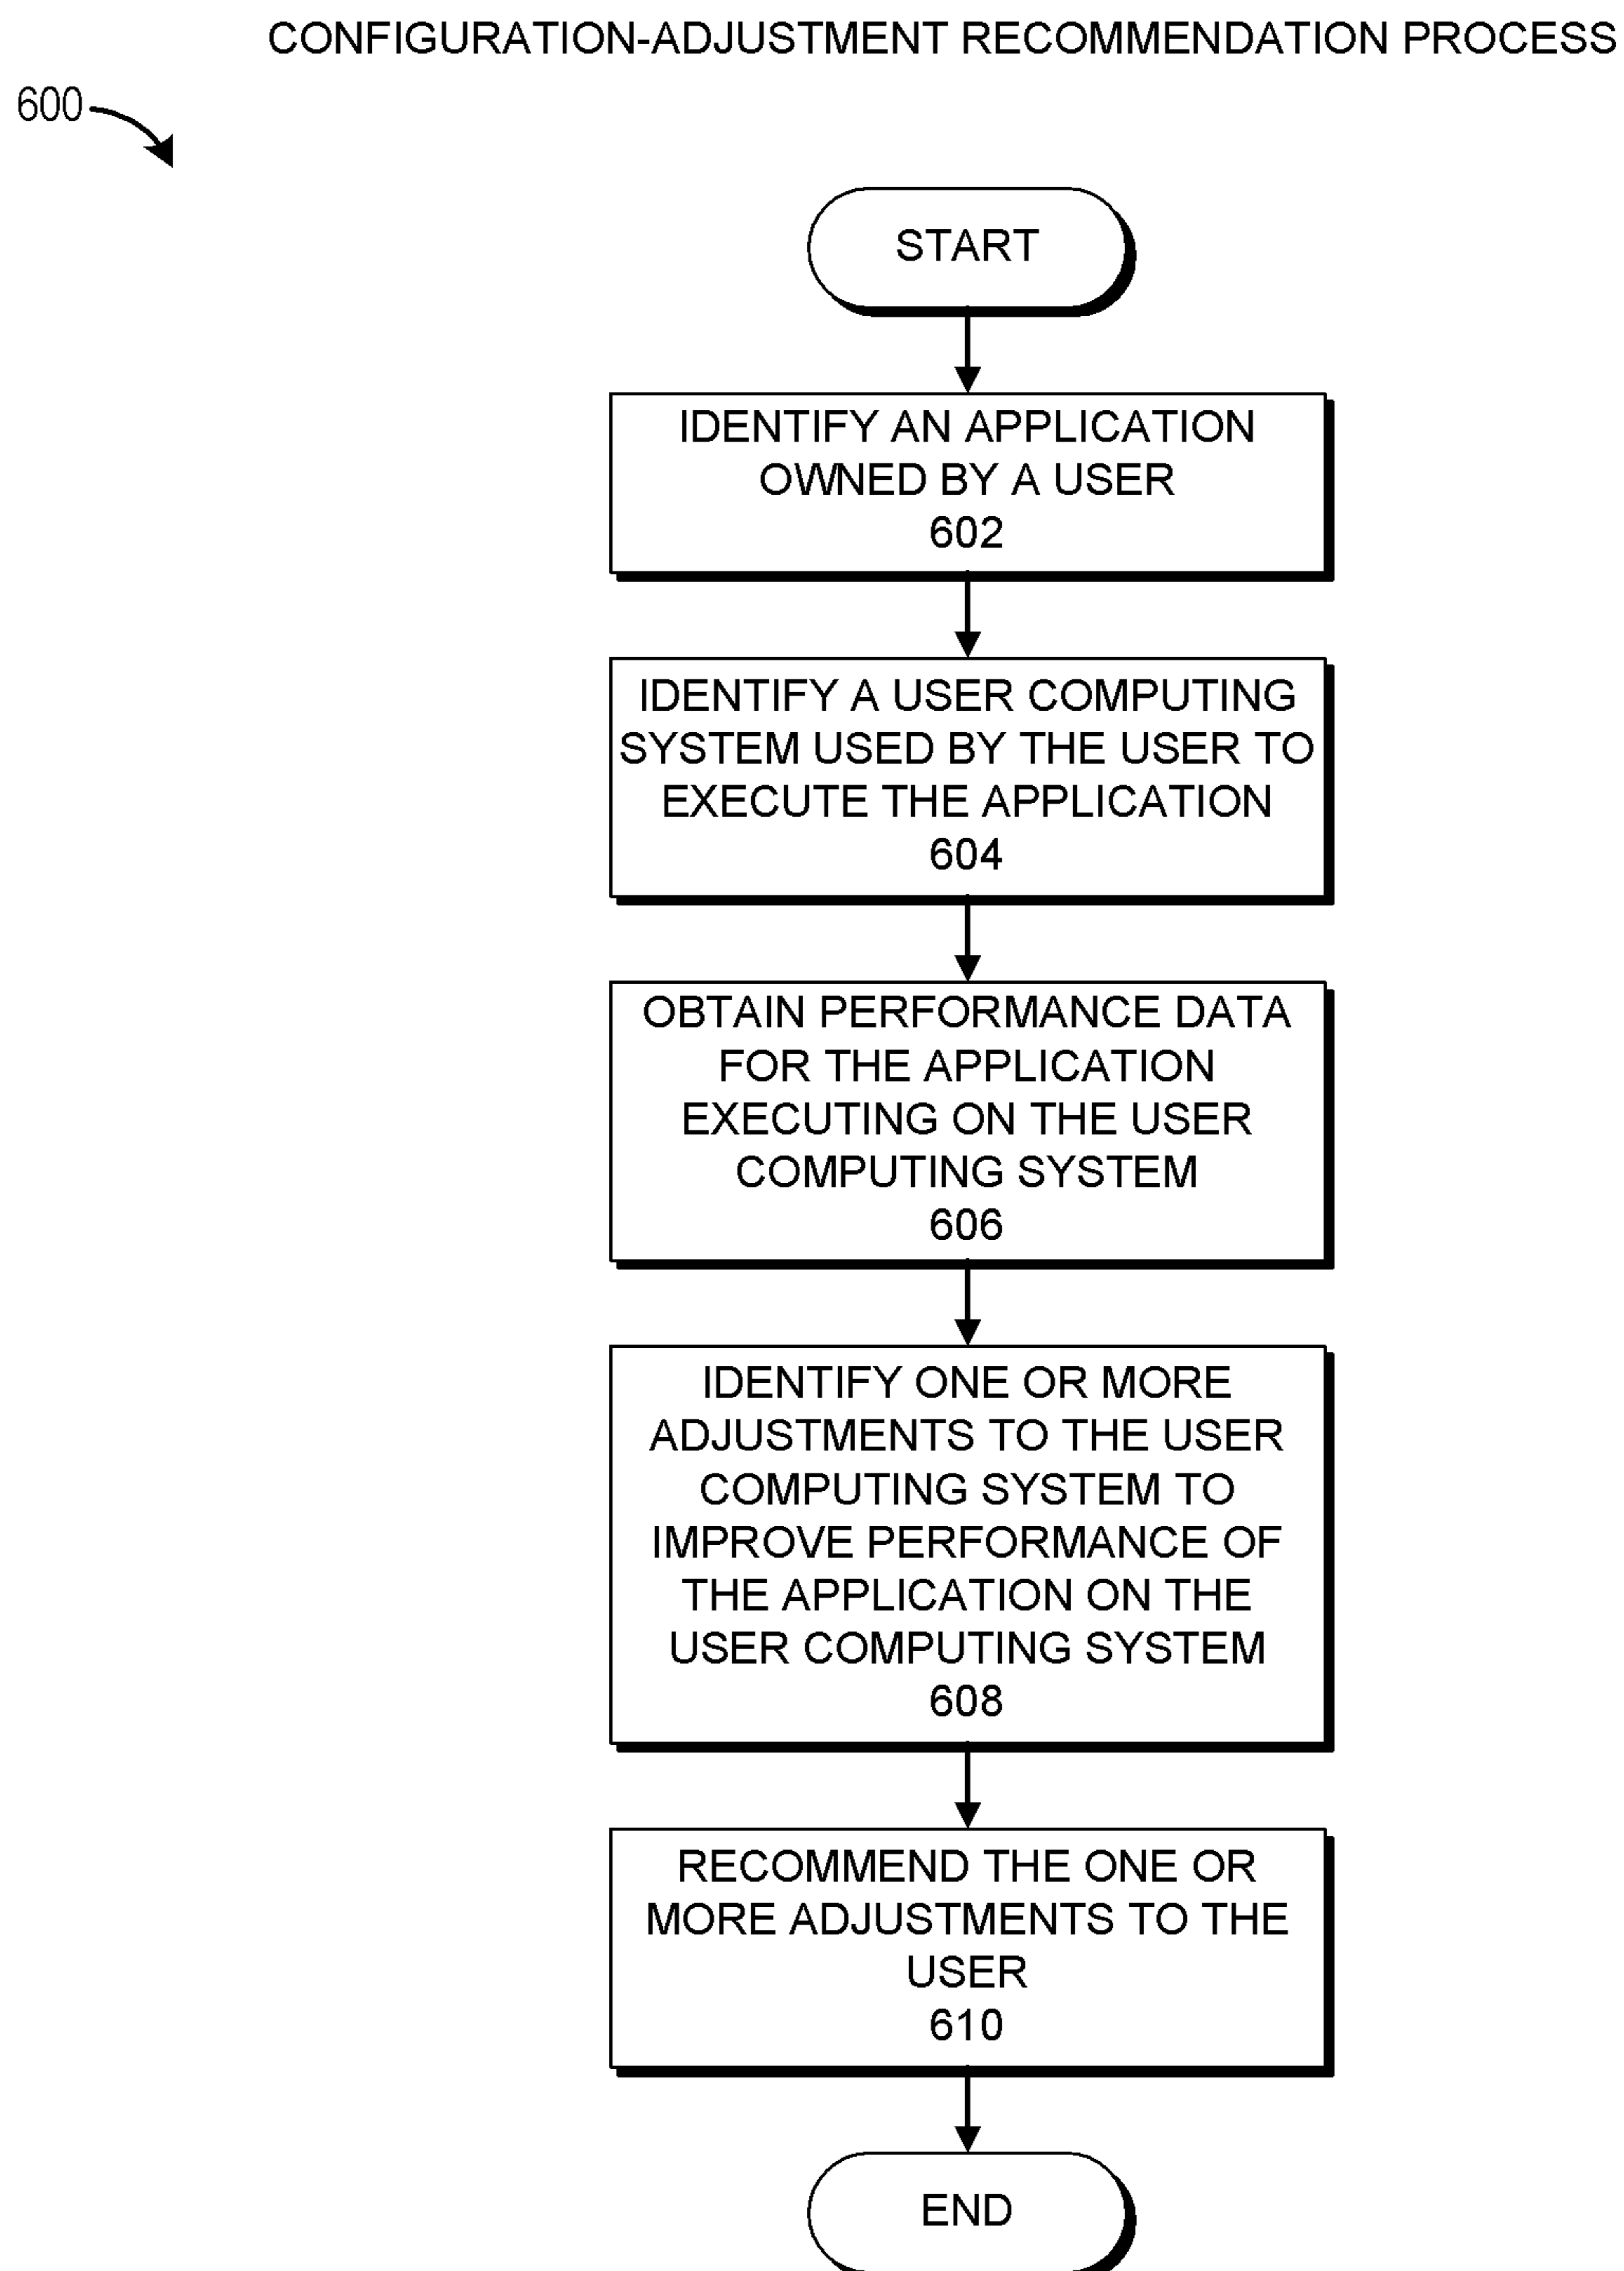 CONFIGURATION-ADJUSTMENT RECOMMENDATION PROCESS
600
START
IDENTIFY AN APPLICATION
OWNED BY A USER
602
IDENTIFY A USER COMPUTING
SYSTEM USED BY THE USER TO
EXECUTE THE APPLICATION
604
OBTAIN PERFORMANCE DATA
FOR THE APPLICATION
EXECUTING ON THE USER
COMPUTING SYSTEM
606
IDENTIFY ONE OR MORE
ADJUSTMENTS TO THE USER
COMPUTING SYSTEM TO
IMPROVE PERFORMANCE OF
THE APPLICATION ON THE
USER COMPUTING SYSTEM
608
RECOMMEND THE ONE OR
MORE ADJUSTMENTS TO THE
USER
610
END